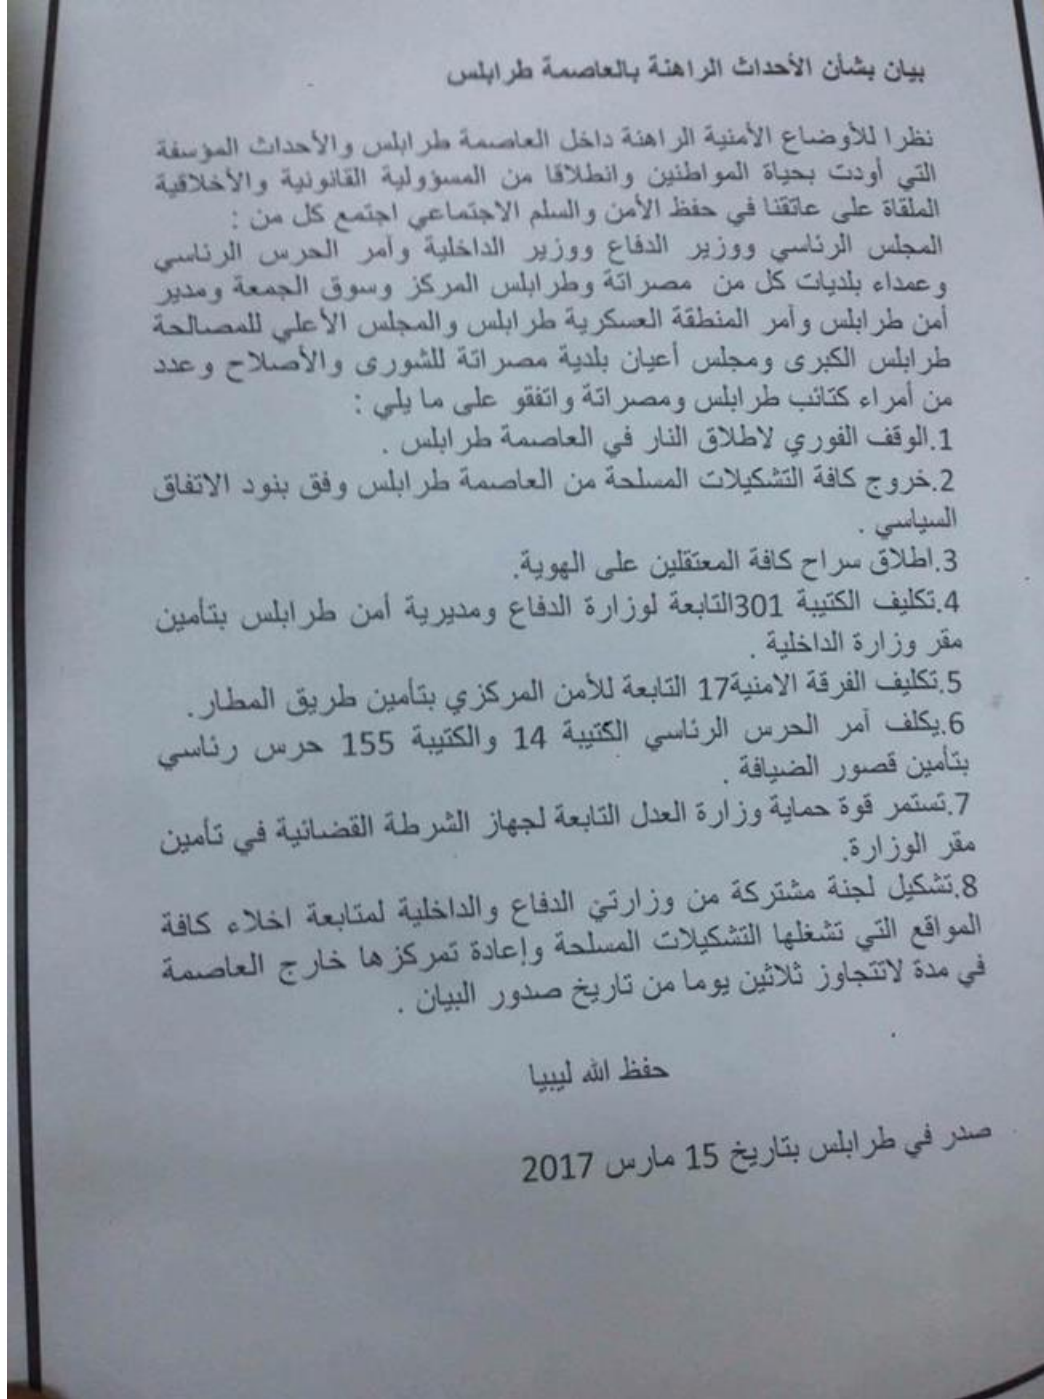 بيان بشأن الأحداث الراهنة بالعاصمة طرابلس
نظرا للأوضاع الأمنية الراهنة داخل العاصمة طرابلس والأحداث المؤسفة
التي أودت بحياة المواطنين وانطلاقا من المسؤولية القانونية والأخلاقية
الملقاة على عاتقنا في حفظ الأمن والسلم الاجتماعي اجتمع كل من :
المجلس الرئاسي ووزير الدفاع ووزير الداخلية وأمر الحرس الرئاسي
وعمداء بلديات كل من مصراتة وطرابلس المركز وسوق الجمعة ومدير
أمن طرابلس وأمر المنطقة العسكرية طرابلس والمجلس الأعلي للمصالحة
طرابلس الكبرى ومجلس أعيان بلدية مصراتة للشورى والأصلاح وعدد
من أمراء كتائب طرابلس ومصراتة واتفقو على ما يلي :
1.الوقف الفوري لاطلاق النار في العاصمة طرابلس .
2.خروج كافة التشكيلات المسلحة من العاصمة طرابلس وفق بنود الاتفاق
السياسي .
3.اطلاق سراح كافة المعتقلين على الهوية.
4.تكليف الكتيبة 301التابعة لوزارة الدفاع ومديرية أمن طرابلس بتأمين
مقر وزارة الداخلية .
5.تكليف الفرقة الامنية17 التابعة للأمن المركزي بتأمين طريق المطار.
6.يكلف آمر الحرس الرئاسي الكتيبة 14 والكتيبة 155 حرس رئاسي
بتأمين قصور الضيافة .
7.تستمر قوة حماية وزارة العدل التابعة لجهاز الشرطة القضائية في تأمين
مقر الوزارة.
8.تشكيل لجنة مشتركة من وزارتي الدفاع والداخلية لمتابعة اخلاء كافة
المواقع التي تشغلها التشكيلات المسلحة وإعادة تمركزها خارج العاصمة
في مدة لاتتجاوز ثلاثين يوما من تاريخ صدور البيان .
حفظ الله ليبيا
صدر في طرابلس بتاريخ 15 مارس 2017